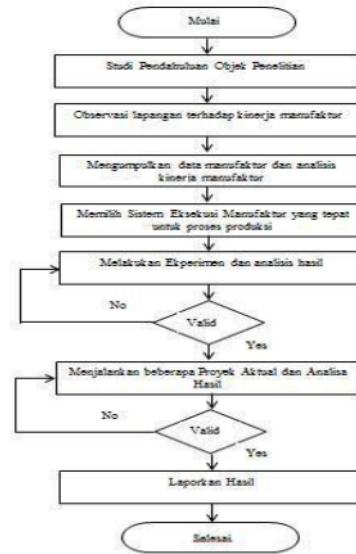 Mulai
Studi Pendahuluan Objek Penelitian
Observasi lapangan terhadap kinerja manufaktur
Mengumpulkan data manufaktur dan analisis
kinerja manufaktur
Memilih Sistem Eksekusi Manufaktur yang tepat
untuk proses produksi
Melakukan Ekperimen dan analisis hasil
No
Valid
Yes
Menjalankan beberapa Proyek Aktual dan Analisa
Hasil
No
Valid
Yes
Laporkan Hasil
Selesai